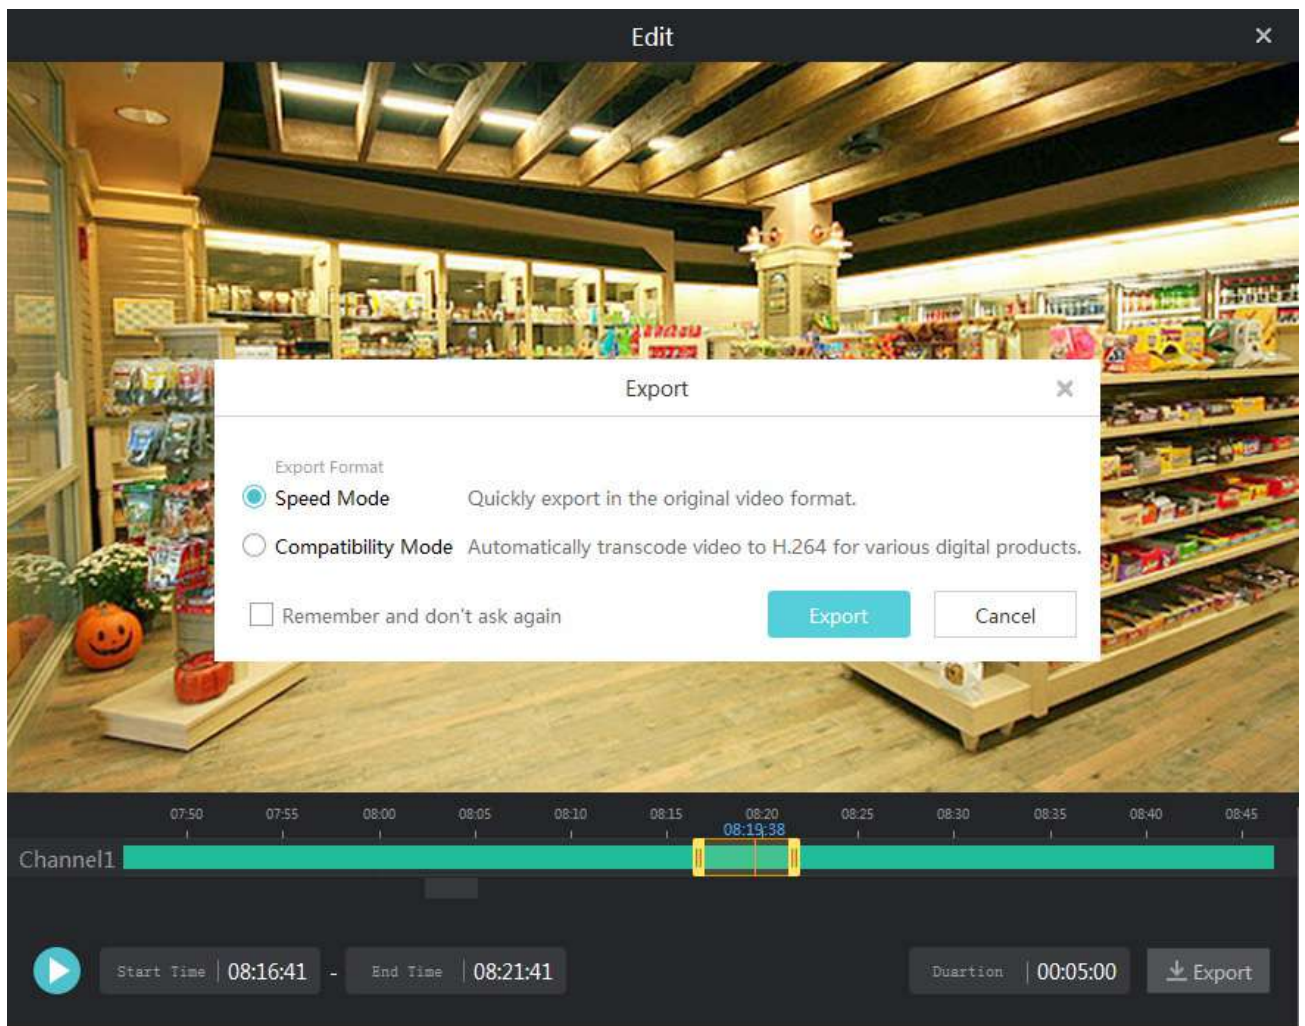 Edit
Export
Export Format
Speed Mode Quickly export in the original video format.
Compatibility Mode Automatically transcode video to H.264 for various digital products.
Remember and don't ask again Export Cancel
07:50 07:55 08:00 08:05 08:10 08:15 08:20 08:25 08:30 08:35 08:40 08:45
08:19:38
Channel1
Start Time 08:16:41 - End Time 08:21:41 Duartion 00:05:00 Export